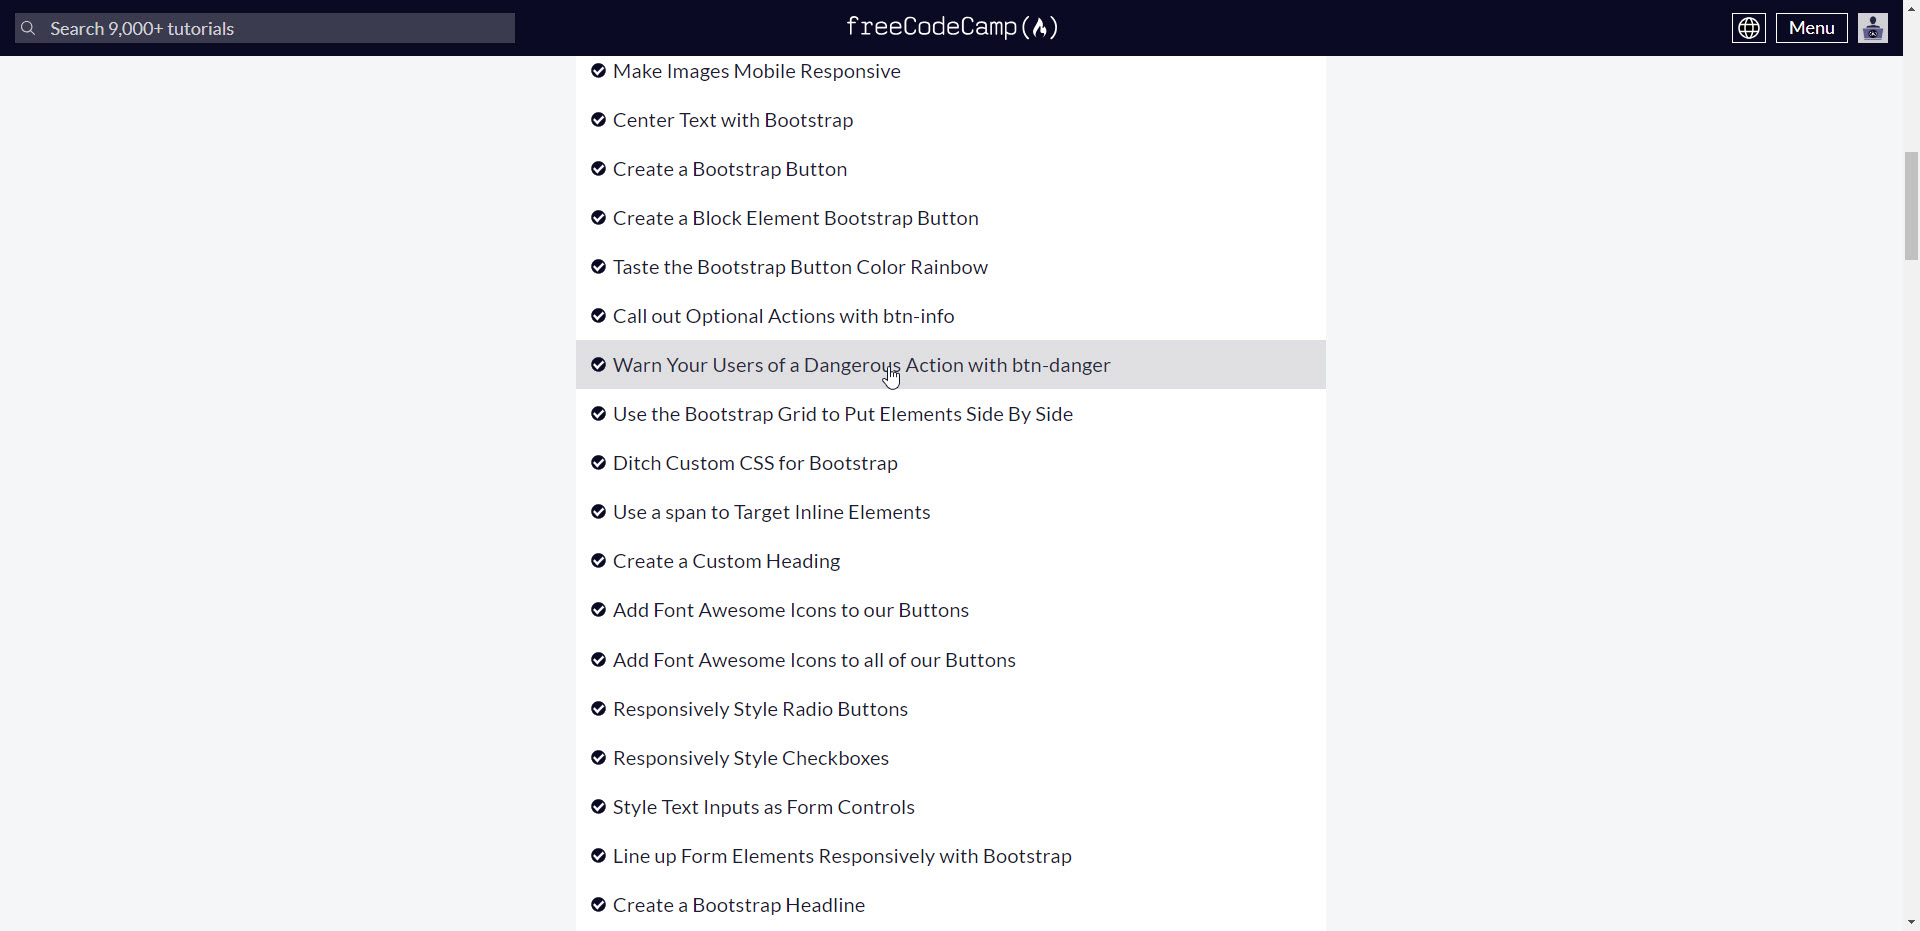 Search 9,000+ tutorials
freeCodeCamp
Menu
Make Images Mobile Responsive
Center Text with Bootstrap
Create a Bootstrap Button
Create a Block Element Bootstrap Button
Taste the Bootstrap Button Color Rainbow
Call out Optional Actions with btn-info
Warn Your Users of a Dangerous Action with btn-danger
Use the Bootstrap Grid to Put Elements Side By Side
Ditch Custom CSS for Bootstrap
Use a span to Target Inline Elements
Create a Custom Heading
Add Font Awesome Icons to our Buttons
Add Font Awesome Icons to all of our Buttons
Responsively Style Radio Buttons
Responsively Style Checkboxes
Style Text Inputs as Form Controls
Line up Form Elements Responsively with Bootstrap
Create a Bootstrap Headline